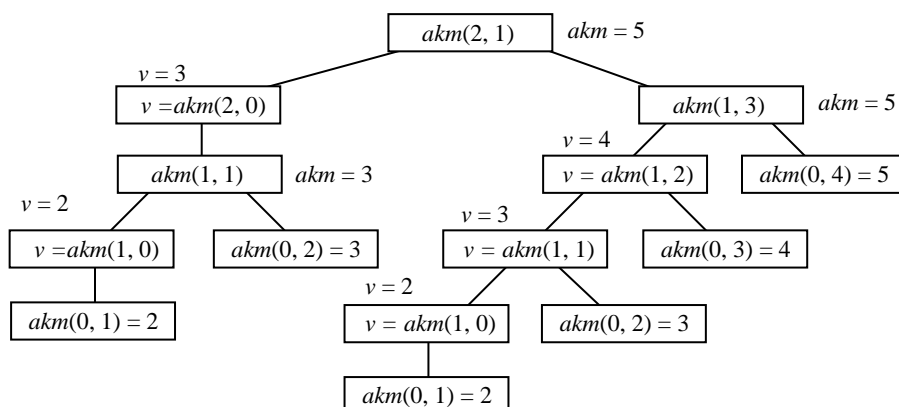 akm(2, 1) akm = 5
v = 3
v =akm(2, 0) akm(1, 3) akm = 5
v = 4
akm(1, 1) akm = 3 v = akm(1, 2) akm(0, 4) = 5
v = 2 v = 3
v =akm(1, 0) akm(0, 2) = 3 v = akm(1, 1) akm(0, 3) = 4
v = 2
akm(0, 1) = 2 v = akm(1, 0) akm(0, 2) = 3
akm(0, 1) = 2